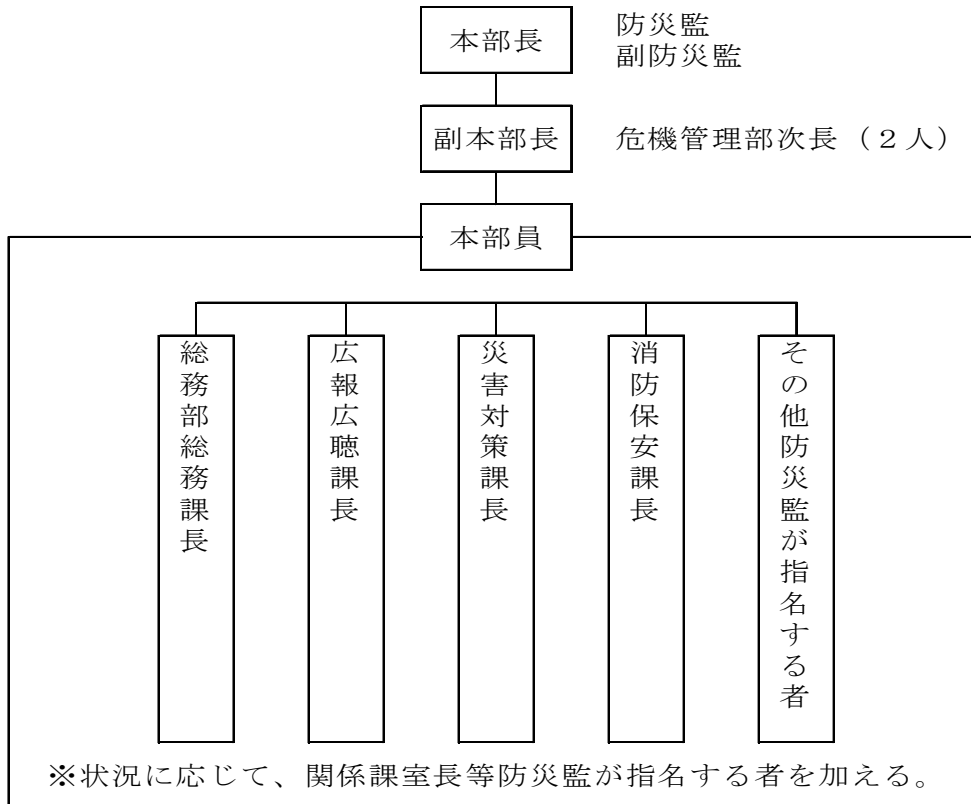 本部長
防災監
副防災監
副本部長
危機管理部次長（２人）
本部員
総務部総務課長
広報広聴課長
災害対策課長
消防保安課長
その他防災監が指名する者
※状況に応じて、関係課室長等防災監が指名する者を加える。